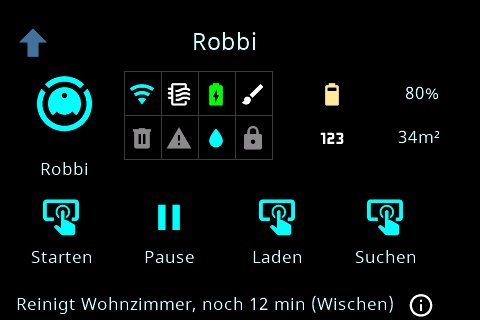 Robbi
80%
123 34m²
Robbi
Starten Pause Laden Suchen
Reinigt Wohnzimmer, noch 12 min (Wischen)